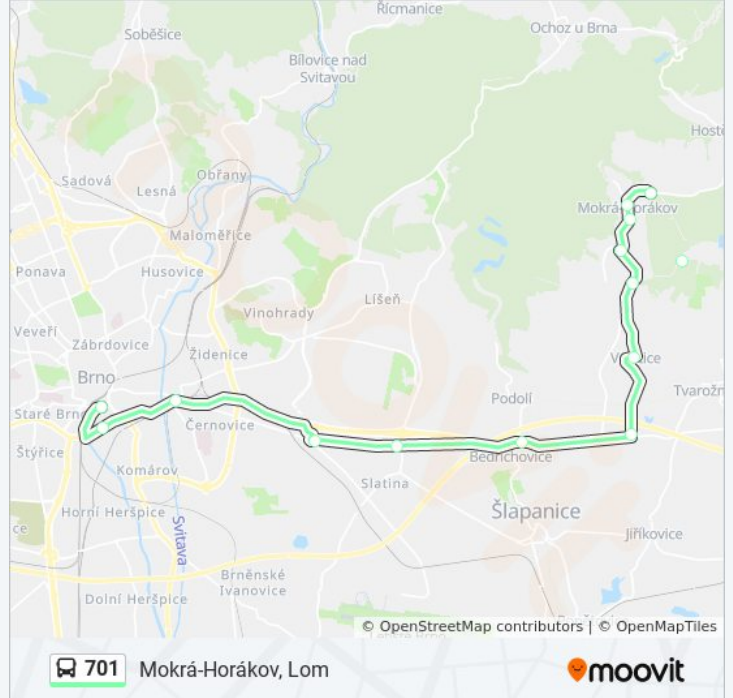 Řícmanice
Soběšice
Ochoz u Brna
Bílovice nad
Svitavou
Hostě
Obřany
Sadová
Lesná
Mokrá-Horákov
Maloměřice
Ponava
Husovice
Líšeň
Vinohrady
Veveří
Zábrdovice
Židenice
Brno
Podolí
Tvarožn
Staré Brno
Černovice
Štýřice
Bedřichovice
Komárov
Slatina
Horní Heršpice
Šlapanice
ce
Svitava
Jiříkovice
Brněnské
Ivanovice
Dolní Heršpice
© OpenStreetMap contributors | © OpenMapTiles
701 Mokrá-Horákov, Lom
moovit